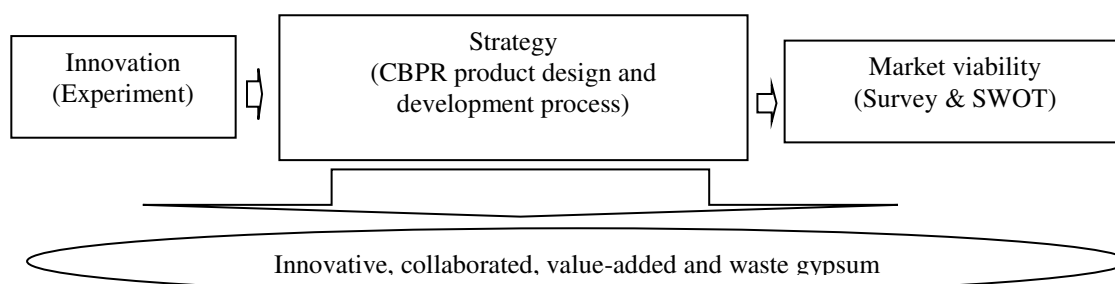 Innovation
(Experiment)
Strategy
(CBPR product design and
development process)
Market viability
(Survey & SWOT)
Innovative, collaborated, value-added and waste gypsum